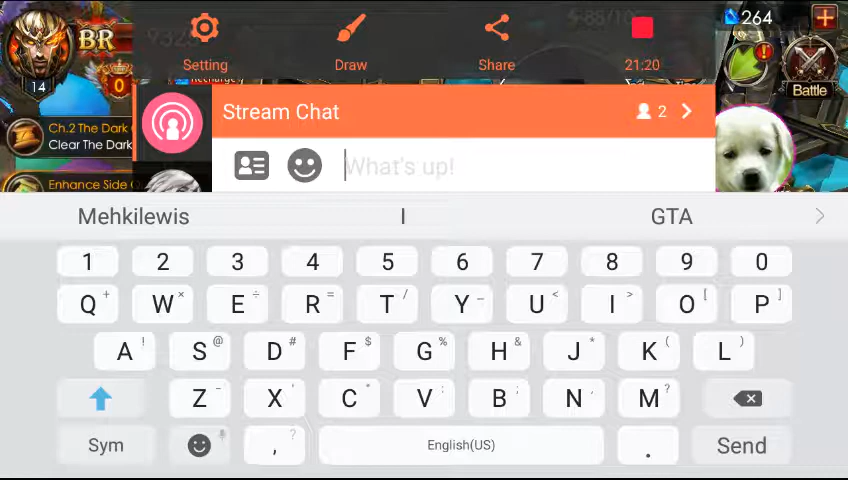 BR
14
0
Setting
Draw
Share
21:20
264
Battle
Ch.2 The Dark
Clear The Dark
Enhance Side
Stream Chat
2
What's up!
Mehkilewis
I
GTA
1 2 3 4 5 6 7 8 9 0
Q + W × E ÷ R = T / Y _ U < I > O [ P ]
A ! S @ D # F $ G % H & J * K ( L )
Z - X ' C " V : B ; N , M ?
Sym , ? English(US) . Send